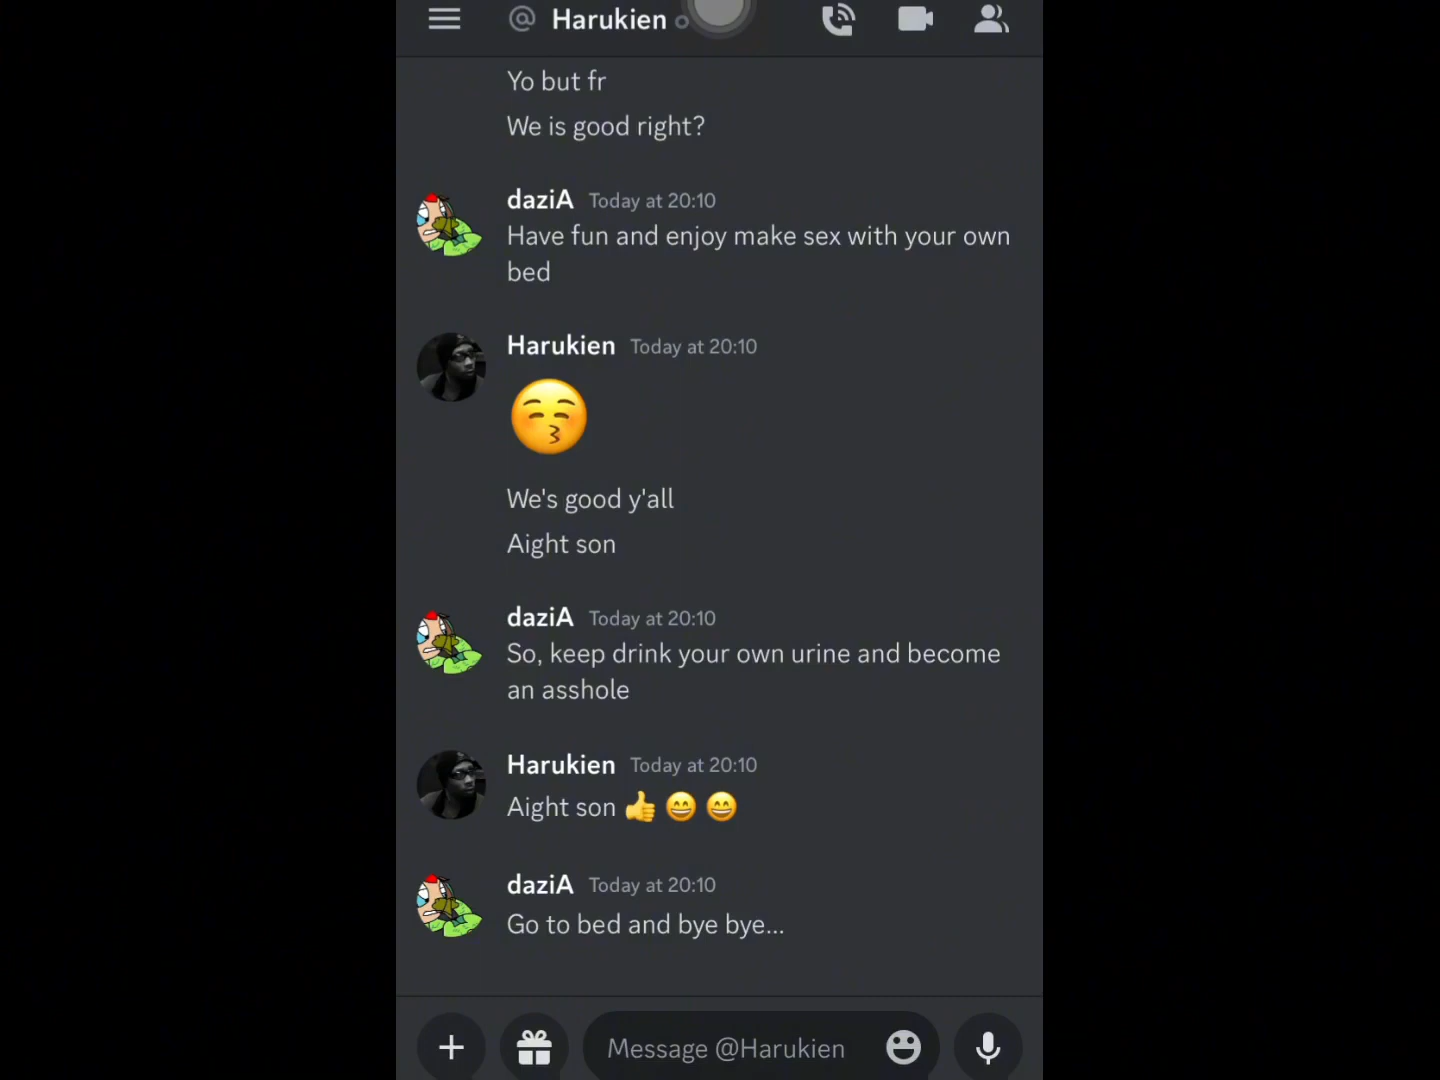 @ Harukien
Yo but fr
We is good right?
daziA Today at 20:10
Have fun and enjoy make sex with your own
bed
Harukien Today at 20:10
😚
We's good y'all
Aight son
daziA Today at 20:10
So, keep drink your own urine and become
an asshole
Harukien Today at 20:10
Aight son 👍 😄 😄
daziA Today at 20:10
Go to bed and bye bye...
Message @Harukien